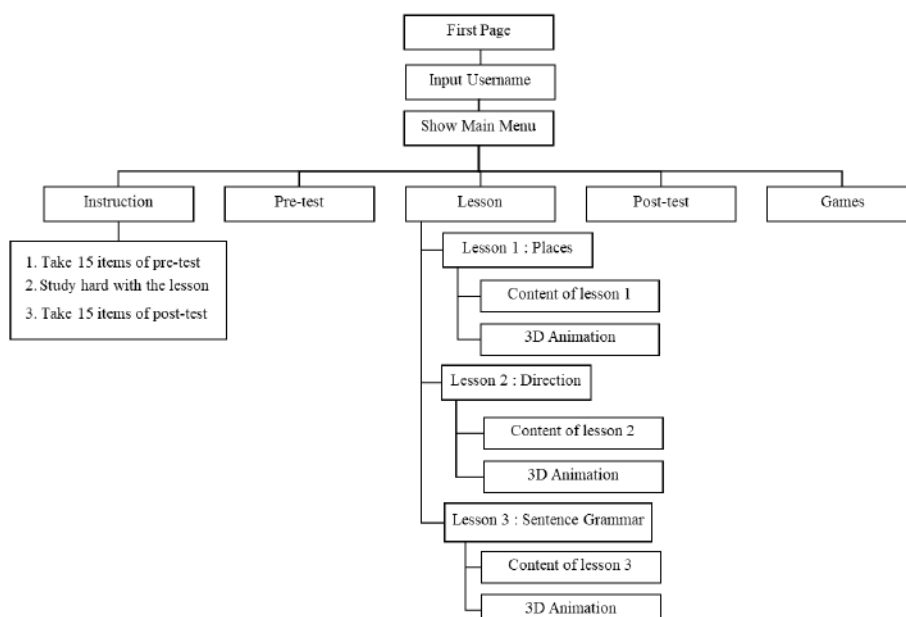 First Page
Input Username
Show Main Menu
Instruction
Pre-test
Lesson
Post-test
Games
1. Take 15 items of pre-test
2. Study hard with the lesson
3. Take 15 items of post-test
Lesson 1 : Places
Content of lesson 1
3D Animation
Lesson 2 : Direction
Content of lesson 2
3D Animation
Lesson 3 : Sentence Grammar
Content of lesson 3
3D Animation